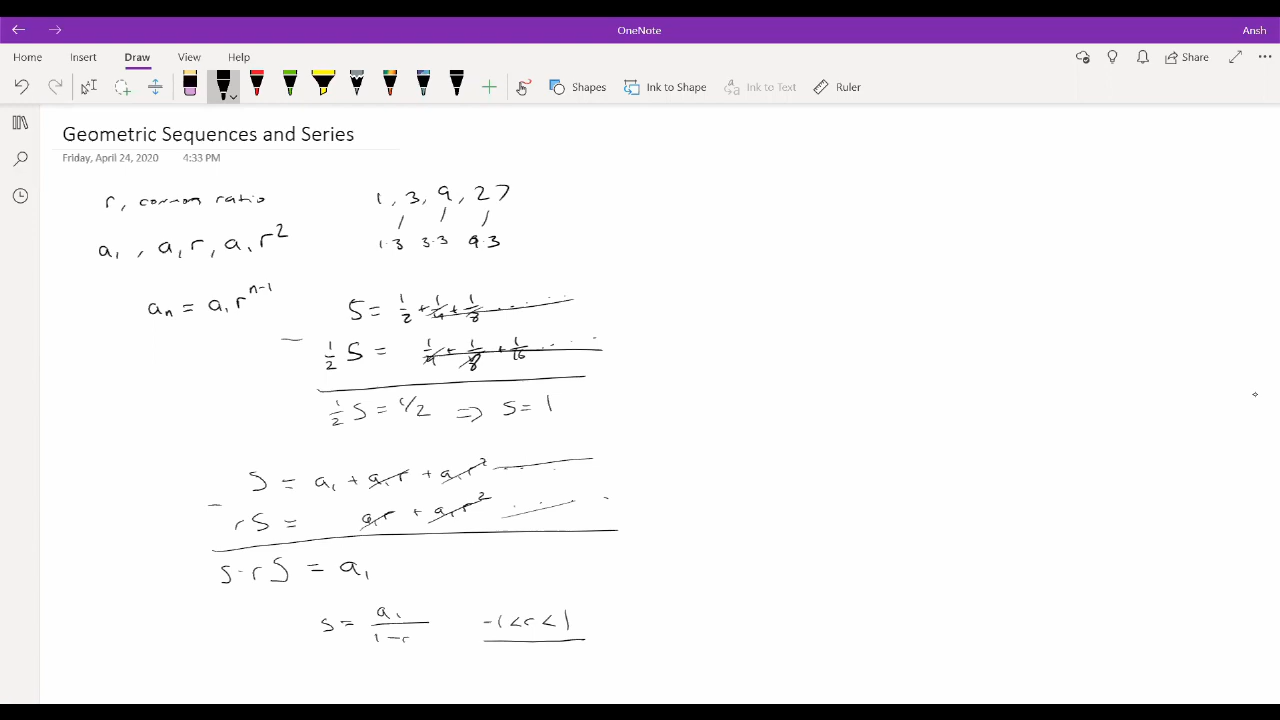 OneNote
Ansh
Home Insert Draw View Help
Share
Shapes Ink to Shape Ink to Text Ruler
Geometric Sequences and Series
Friday, April 24, 2020 4:33 PM
r, common ratio
1, 3, 9, 27
1·3 3·3 9·3
a₁, a₁r, a₁r²
aₙ = a₁rⁿ⁻¹
S = 1/2 + 1/4 + 1/8 ......
- 1/2 S = 1/4 + 1/8 + 1/16 ......
1/2 S = 1/2 ⇒ S = 1
S = a₁ + a₁r + a₁r² ....
- rS = a₁r + a₁r² ....
S - rS = a₁
S = a₁/(1-r) -1<r<1